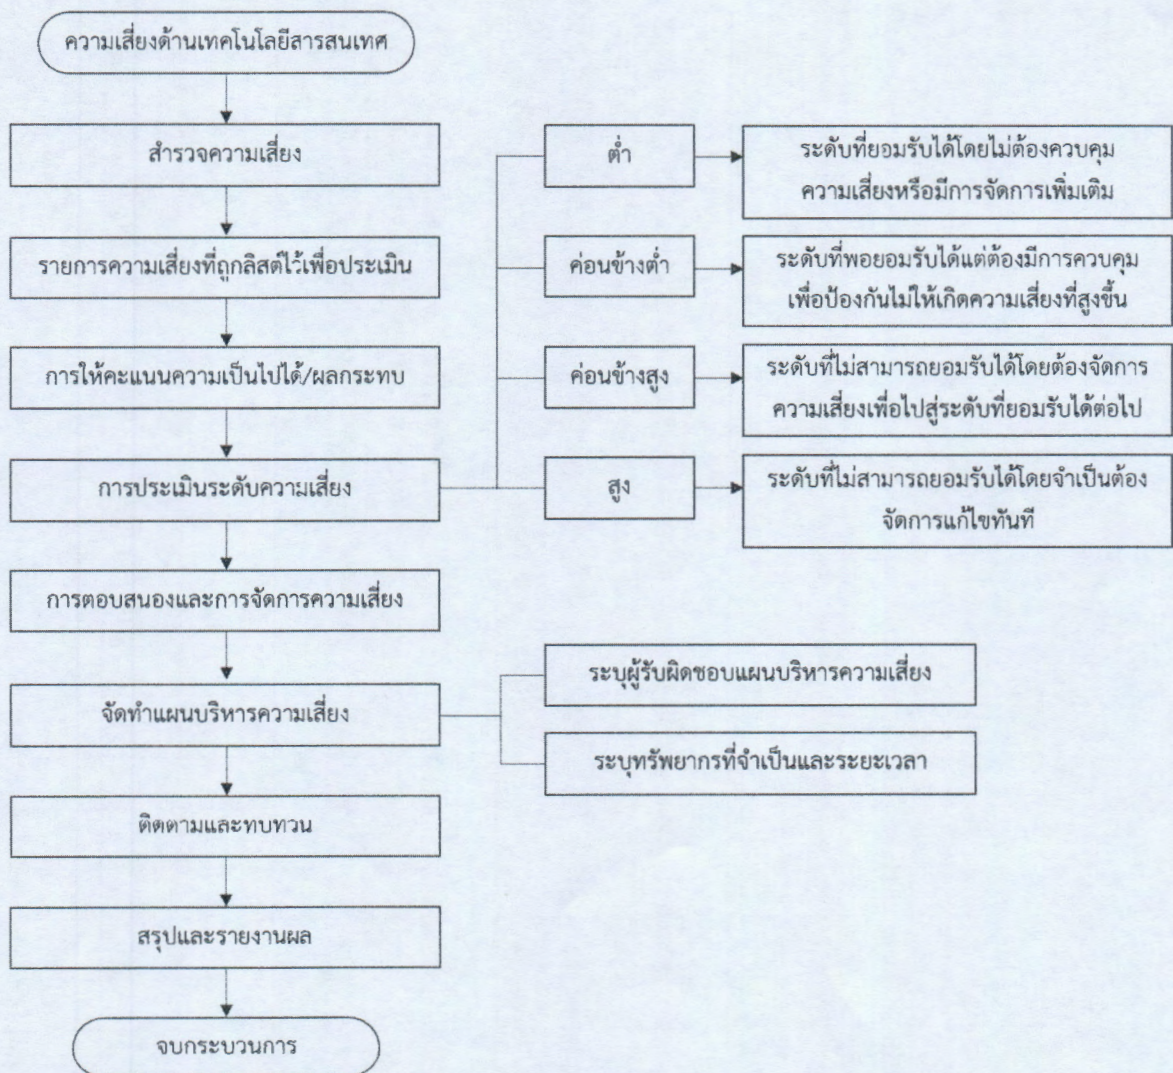 ความเสี่ยงด้านเทคโนโลยีสารสนเทศ
สำรวจความเสี่ยง
รายการความเสี่ยงที่ถูกลิสต์ไว้เพื่อประเมิน
การให้คะแนนความเป็นไปได้/ผลกระทบ
การประเมินระดับความเสี่ยง
ต่ำ
ระดับที่ยอมรับได้โดยไม่ต้องควบคุม
ความเสี่ยงหรือมีการจัดการเพิ่มเติม
ค่อนข้างต่ำ
ระดับที่พอยอมรับได้แต่ต้องมีการควบคุม
เพื่อป้องกันไม่ให้เกิดความเสี่ยงที่สูงขึ้น
ค่อนข้างสูง
ระดับที่ไม่สามารถยอมรับได้โดยต้องจัดการ
ความเสี่ยงเพื่อไปสู่ระดับที่ยอมรับได้ต่อไป
สูง
ระดับที่ไม่สามารถยอมรับได้โดยจำเป็นต้อง
จัดการแก้ไขทันที
การตอบสนองและการจัดการความเสี่ยง
จัดทำแผนบริหารความเสี่ยง
ระบุผู้รับผิดชอบแผนบริหารความเสี่ยง
ระบุทรัพยากรที่จำเป็นและระยะเวลา
ติดตามและทบทวน
สรุปและรายงานผล
จบกระบวนการ